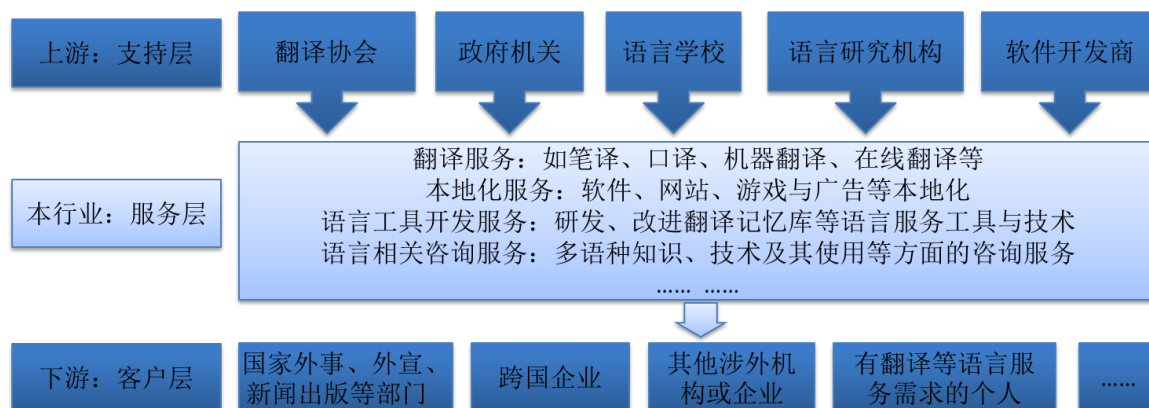 上游：支持层
翻译协会
政府机关
语言学校
语言研究机构
软件开发商
本行业：服务层
翻译服务：如笔译、口译、机器翻译、在线翻译等
本地化服务：软件、网站、游戏与广告等本地化
语言工具开发服务：研发、改进翻译记忆库等语言服务工具与技术
语言相关咨询服务：多语种知识、技术及其使用等方面的咨询服务
…… ……
下游：客户层
国家外事、外宣、
新闻出版等部门
跨国企业
其他涉外机
构或企业
有翻译等语言服
务需求的个人
……